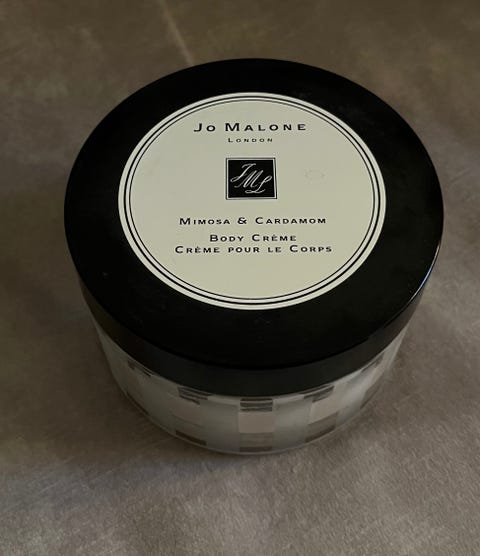 Jo Malone
London
JML
Mimosa & Cardamom
Body Crème
Crème pour le Corps